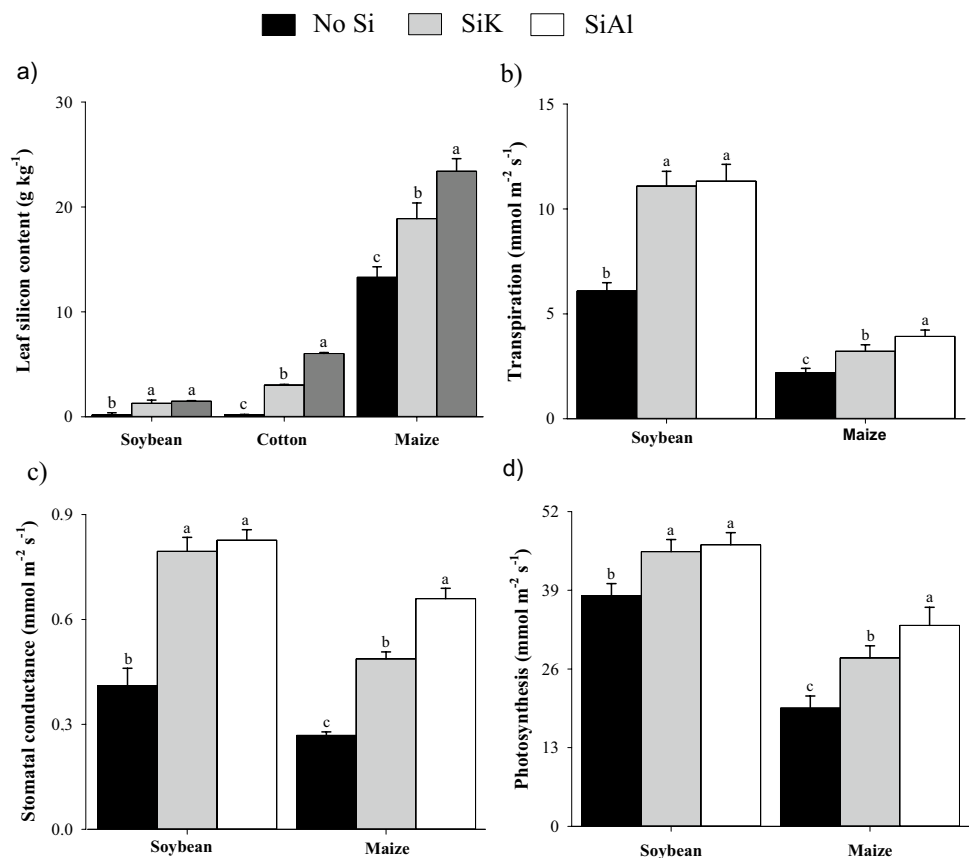 No Si SiK SiAl
a)
Leaf silicon content (g kg⁻¹)
30
20
10
0
b a a
c b a
c b a
Soybean Cotton Maize
b)
Transpiration (mmol m⁻² s⁻¹)
15
10
5
0
b a a
c b a
Soybean Maize
c)
Stomatal conductance (mmol m⁻² s⁻¹)
0.9
0.6
0.3
0.0
b a a
c b a
Soybean Maize
d)
Photosynthesis (mmol m⁻² s⁻¹)
52
39
26
13
0
b a a
c b a
Soybean Maize